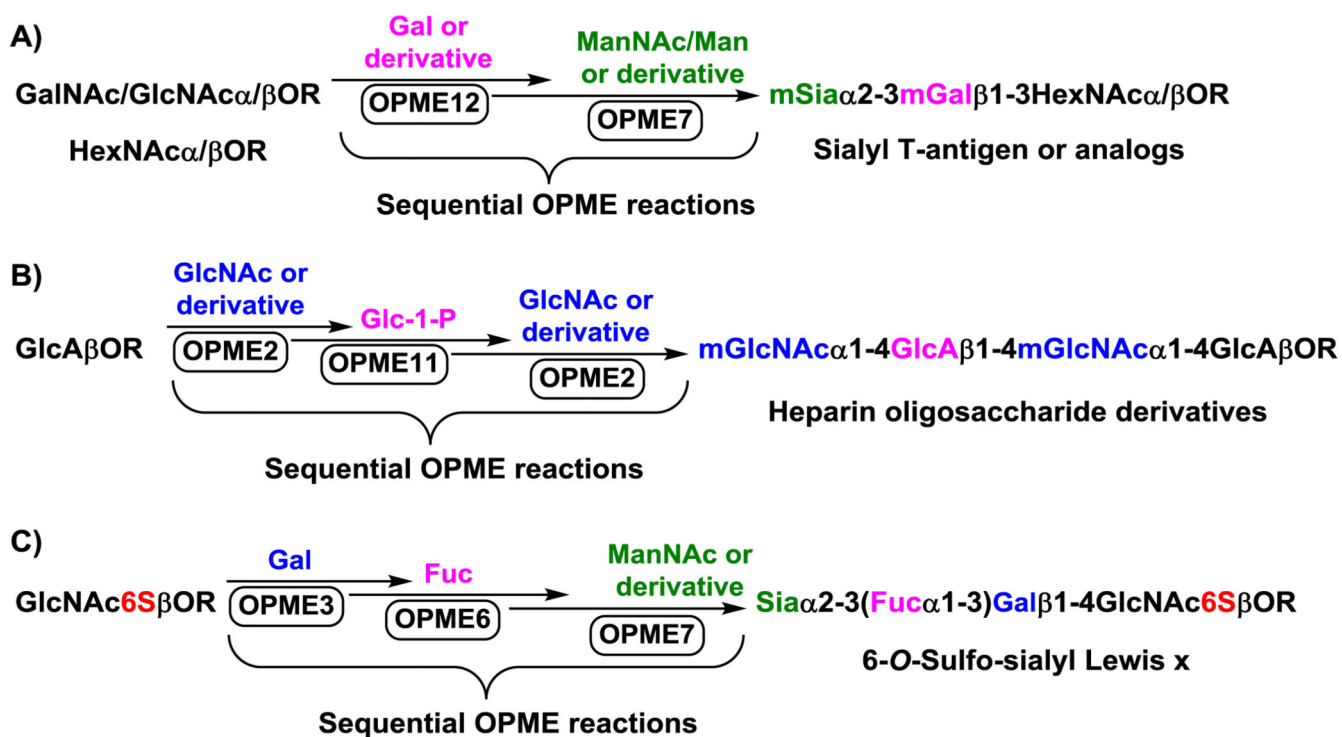 A)
Gal or
derivative
ManNAc/Man
or derivative
GalNAc/GlcNAcα/βOR
OPME12
OPME7
mSiaα2-3mGalβ1-3HexNAcα/βOR
HexNAcα/βOR
Sialyl T-antigen or analogs
Sequential OPME reactions
B)
GlcNAc or
derivative
Glc-1-P
GlcNAc or
derivative
GlcAβOR
OPME2
OPME11
OPME2
mGlcNAcα1-4GlcAβ1-4mGlcNAcα1-4GlcAβOR
Heparin oligosaccharide derivatives
Sequential OPME reactions
C)
Gal
Fuc
ManNAc or
derivative
GlcNAc6SβOR
OPME3
OPME6
OPME7
Siaα2-3(Fucα1-3)Galβ1-4GlcNAc6SβOR
6-O-Sulfo-sialyl Lewis x
Sequential OPME reactions